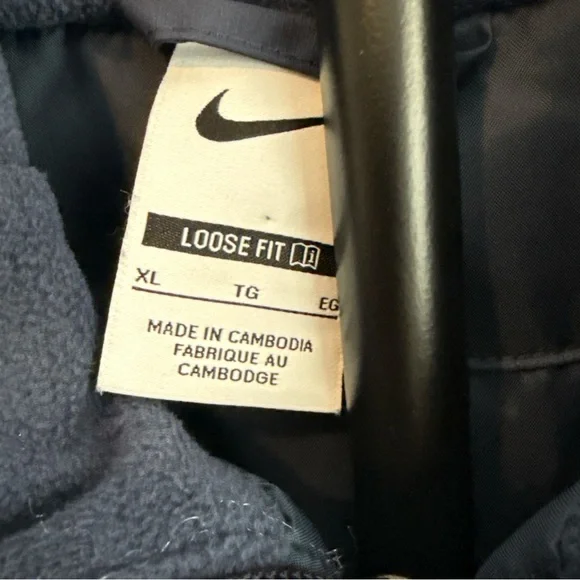 LOOSE FIT
XL TG EG
MADE IN CAMBODIA
FABRIQUE AU
CAMBODGE